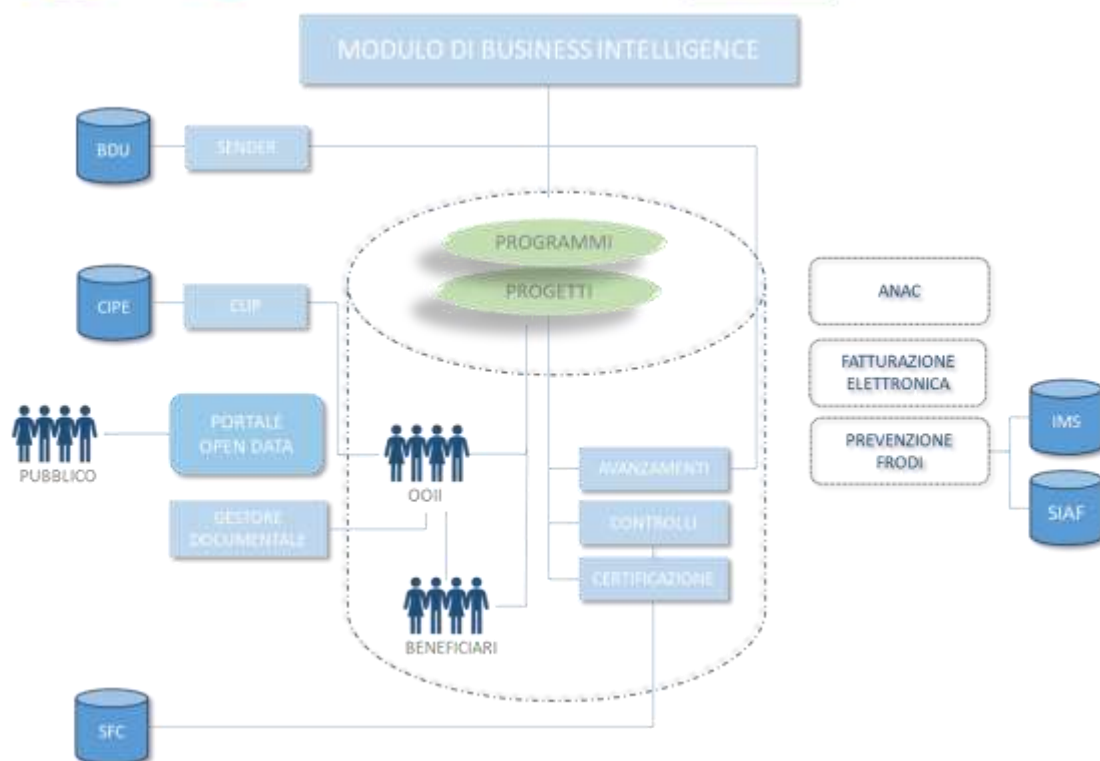 MODULO DI BUSINESS INTELLIGENCE
BDU
SENDER
PROGRAMMI
PROGETTI
CIPE
CUP
ANAC
FATTURAZIONE
ELETTRONICA
PREVENZIONE
FRODI
IMS
SIAF
PUBBLICO
PORTALE
OPEN DATA
OOII
AVANZAMENTI
GESTORE
DOCUMENTALE
CONTROLLI
CERTIFICAZIONE
BENEFICIARI
SFC